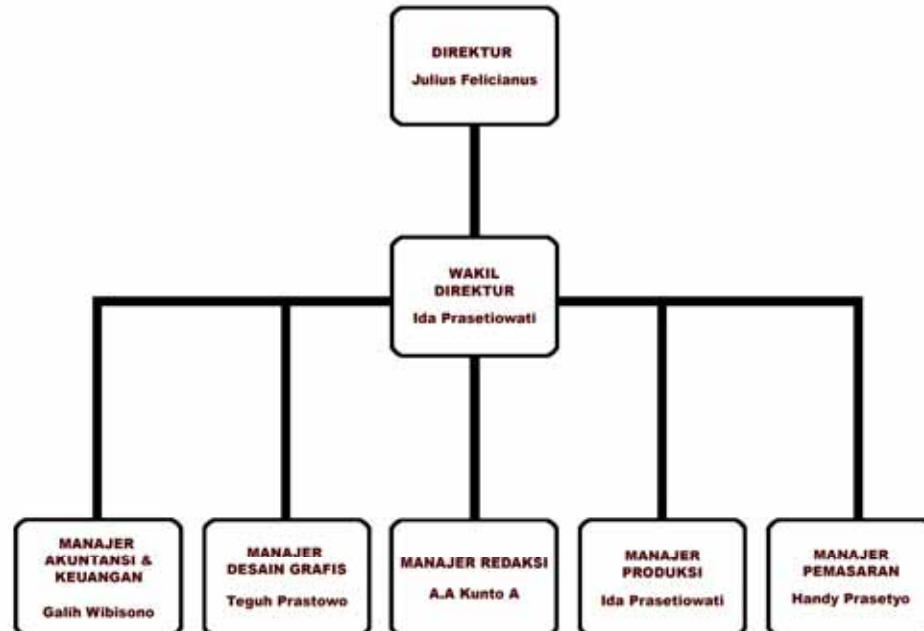 DIREKTUR
Julius Felicianus
WAKIL
DIREKTUR
Ida Prasetiowati
MANAJER
AKUNTANSI &
KEUANGAN
Galih Wibisono
MANAJER
DESAIN GRAFIS
Teguh Prastowo
MANAJER REDAKSI
A.A Kunto A
MANAJER
PRODUKSI
Ida Prasetiowati
MANAJER
PEMASARAN
Handy Prasetyo